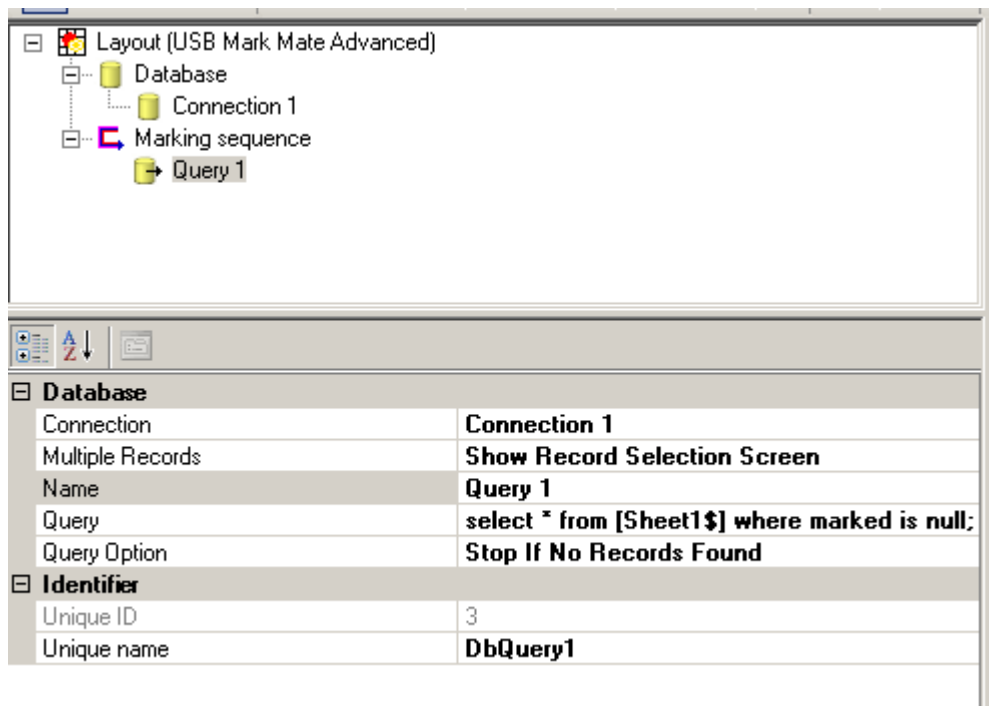 Layout (USB Mark Mate Advanced)
Database
Connection 1
Marking sequence
Query 1
A
Z
Database
Connection Connection 1
Multiple Records Show Record Selection Screen
Name Query 1
Query select * from [Sheet1$] where marked is null;
Query Option Stop If No Records Found
Identifier
Unique ID 3
Unique name DbQuery1